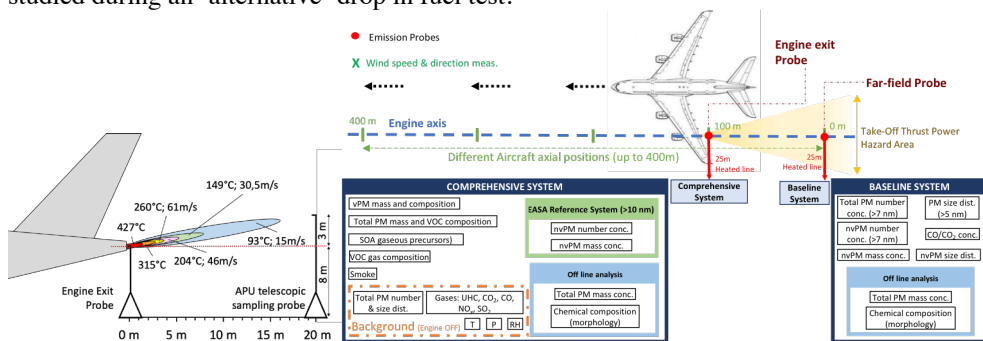 studied during an 'alternative' drop in fuel test.
Emission Probes
X Wind speed & direction meas.
Engine exit
Probe
Far-field Probe
400 m
Engine axis
100 m
0 m
Take-Off Thrust Power
Hazard Area
Different Aircraft axial positions (up to 400m)
25m
Heated line
25m
Heated line
Comprehensive
System
Baseline
System
149°C; 30,5m/s
260°C; 61m/s
427°C
93°C; 15m/s
204°C; 46m/s
315°C
3 m
8 m
Engine Exit
Probe
APU telescopic
sampling probe
0 m 5 m 10 m 15 m 20 m
COMPREHENSIVE SYSTEM
vPM mass and composition
Total PM mass and VOC composition
SOA gaseous precursors)
VOC gas composition
Smoke
EASA Reference System (>10 nm)
nvPM number conc.
nvPM mass conc.
Off line analysis
Total PM mass conc.
Chemical composition
(morphology)
Total PM number
& size dist.
Gases: UHC, CO2, CO,
NOx, SO2
Background (Engine OFF)
T P RH
BASELINE SYSTEM
Total PM number
conc. (>7 nm)
PM size dist.
(>5 nm)
nvPM number
conc. (>7 nm)
CO/CO2 conc.
nvPM mass conc.
nvPM size dist.
Off line analysis
Total PM mass conc.
Chemical composition
(morphology)